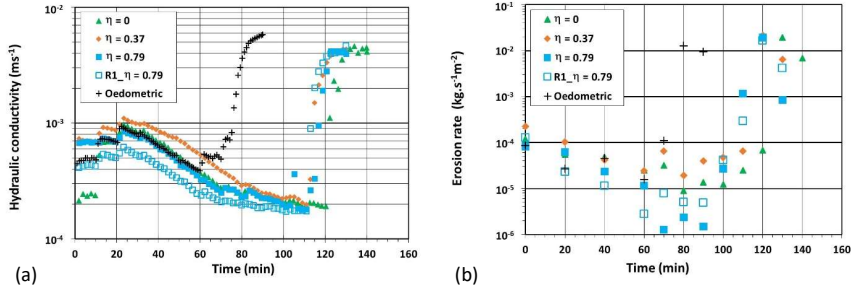 Hydraulic conductivity (ms⁻¹)
10⁻²
10⁻³
10⁻⁴
η = 0
η = 0.37
η = 0.79
R1_η = 0.79
Oedometric
0 20 40 60 80 100 120 140 160
Time (min)
(a)
Erosion rate (kg.s⁻¹m⁻²)
10⁻¹
10⁻²
10⁻³
10⁻⁴
10⁻⁵
10⁻⁶
η = 0
η = 0.37
η = 0.79
R1_η = 0.79
Oedometric
0 20 40 60 80 100 120 140 160
Time (min)
(b)